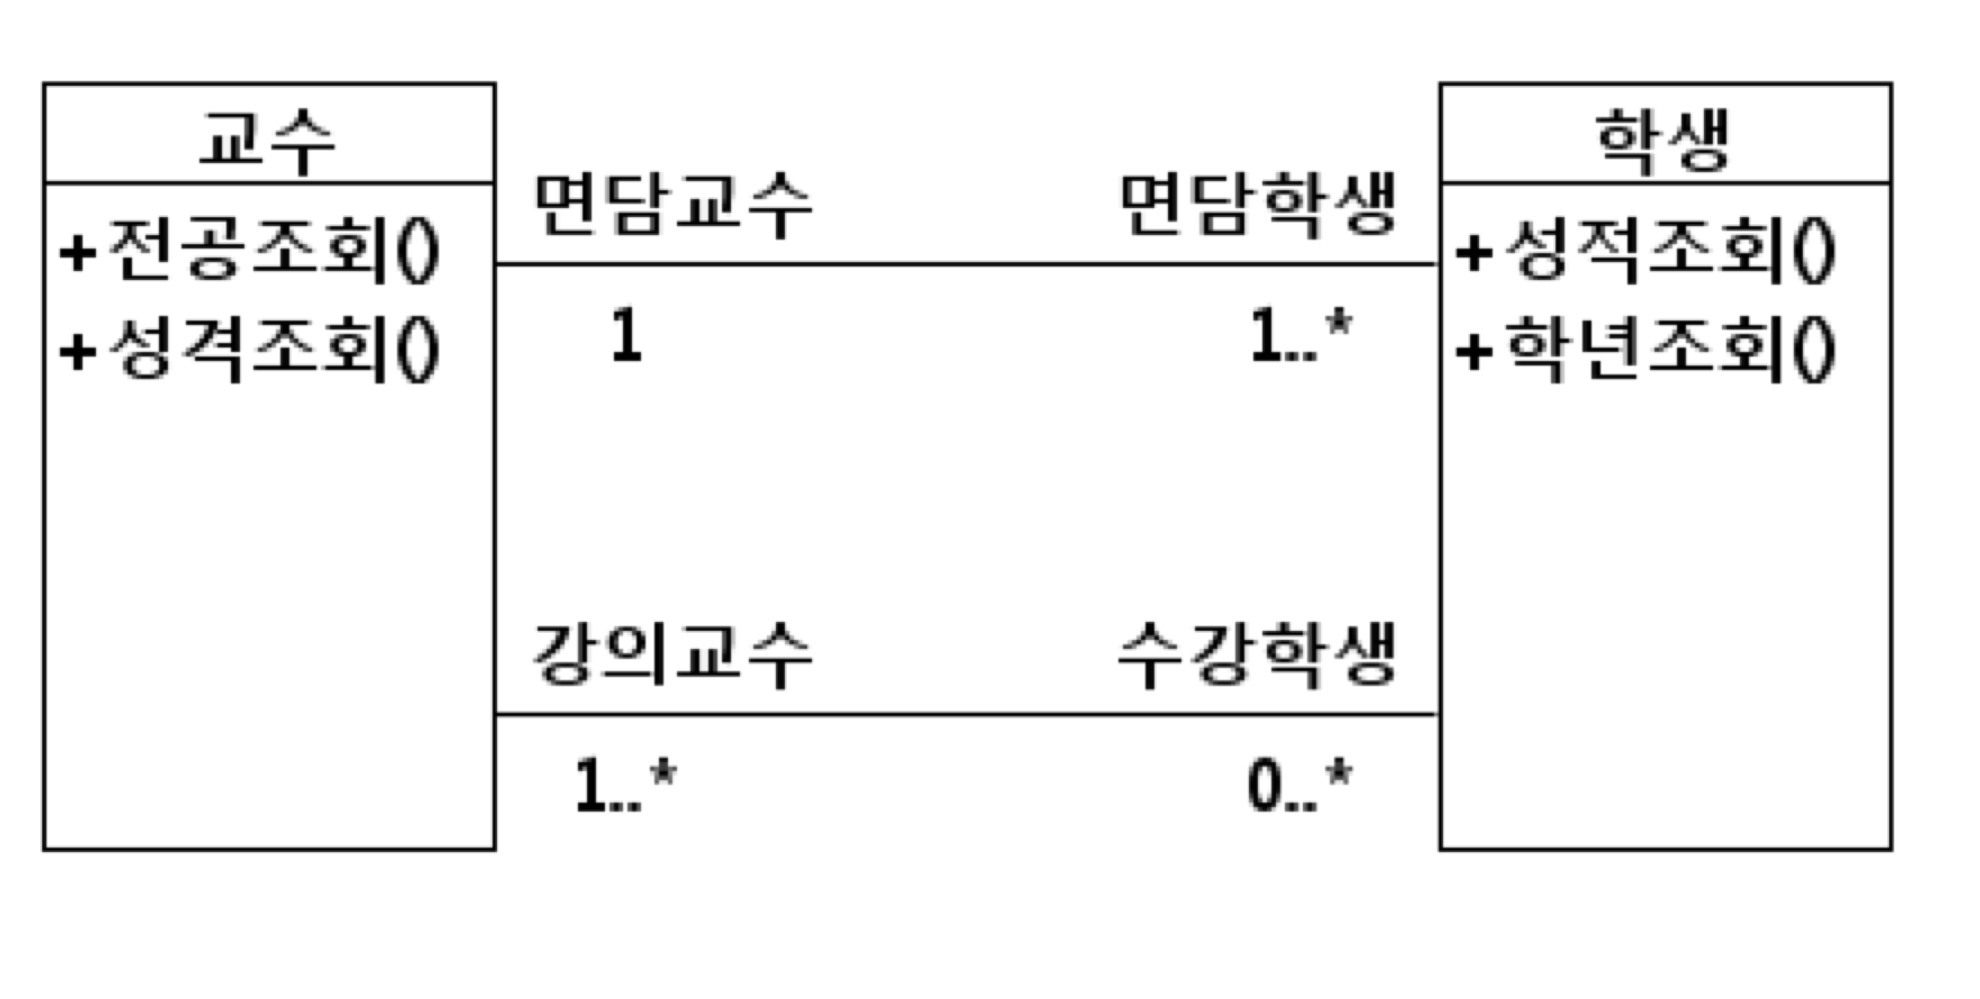 교수
+전공조회()
+성격조회()
면담교수
면담학생
1
1..*
강의교수
수강학생
1..*
0..*
학생
+성적조회()
+학년조회()